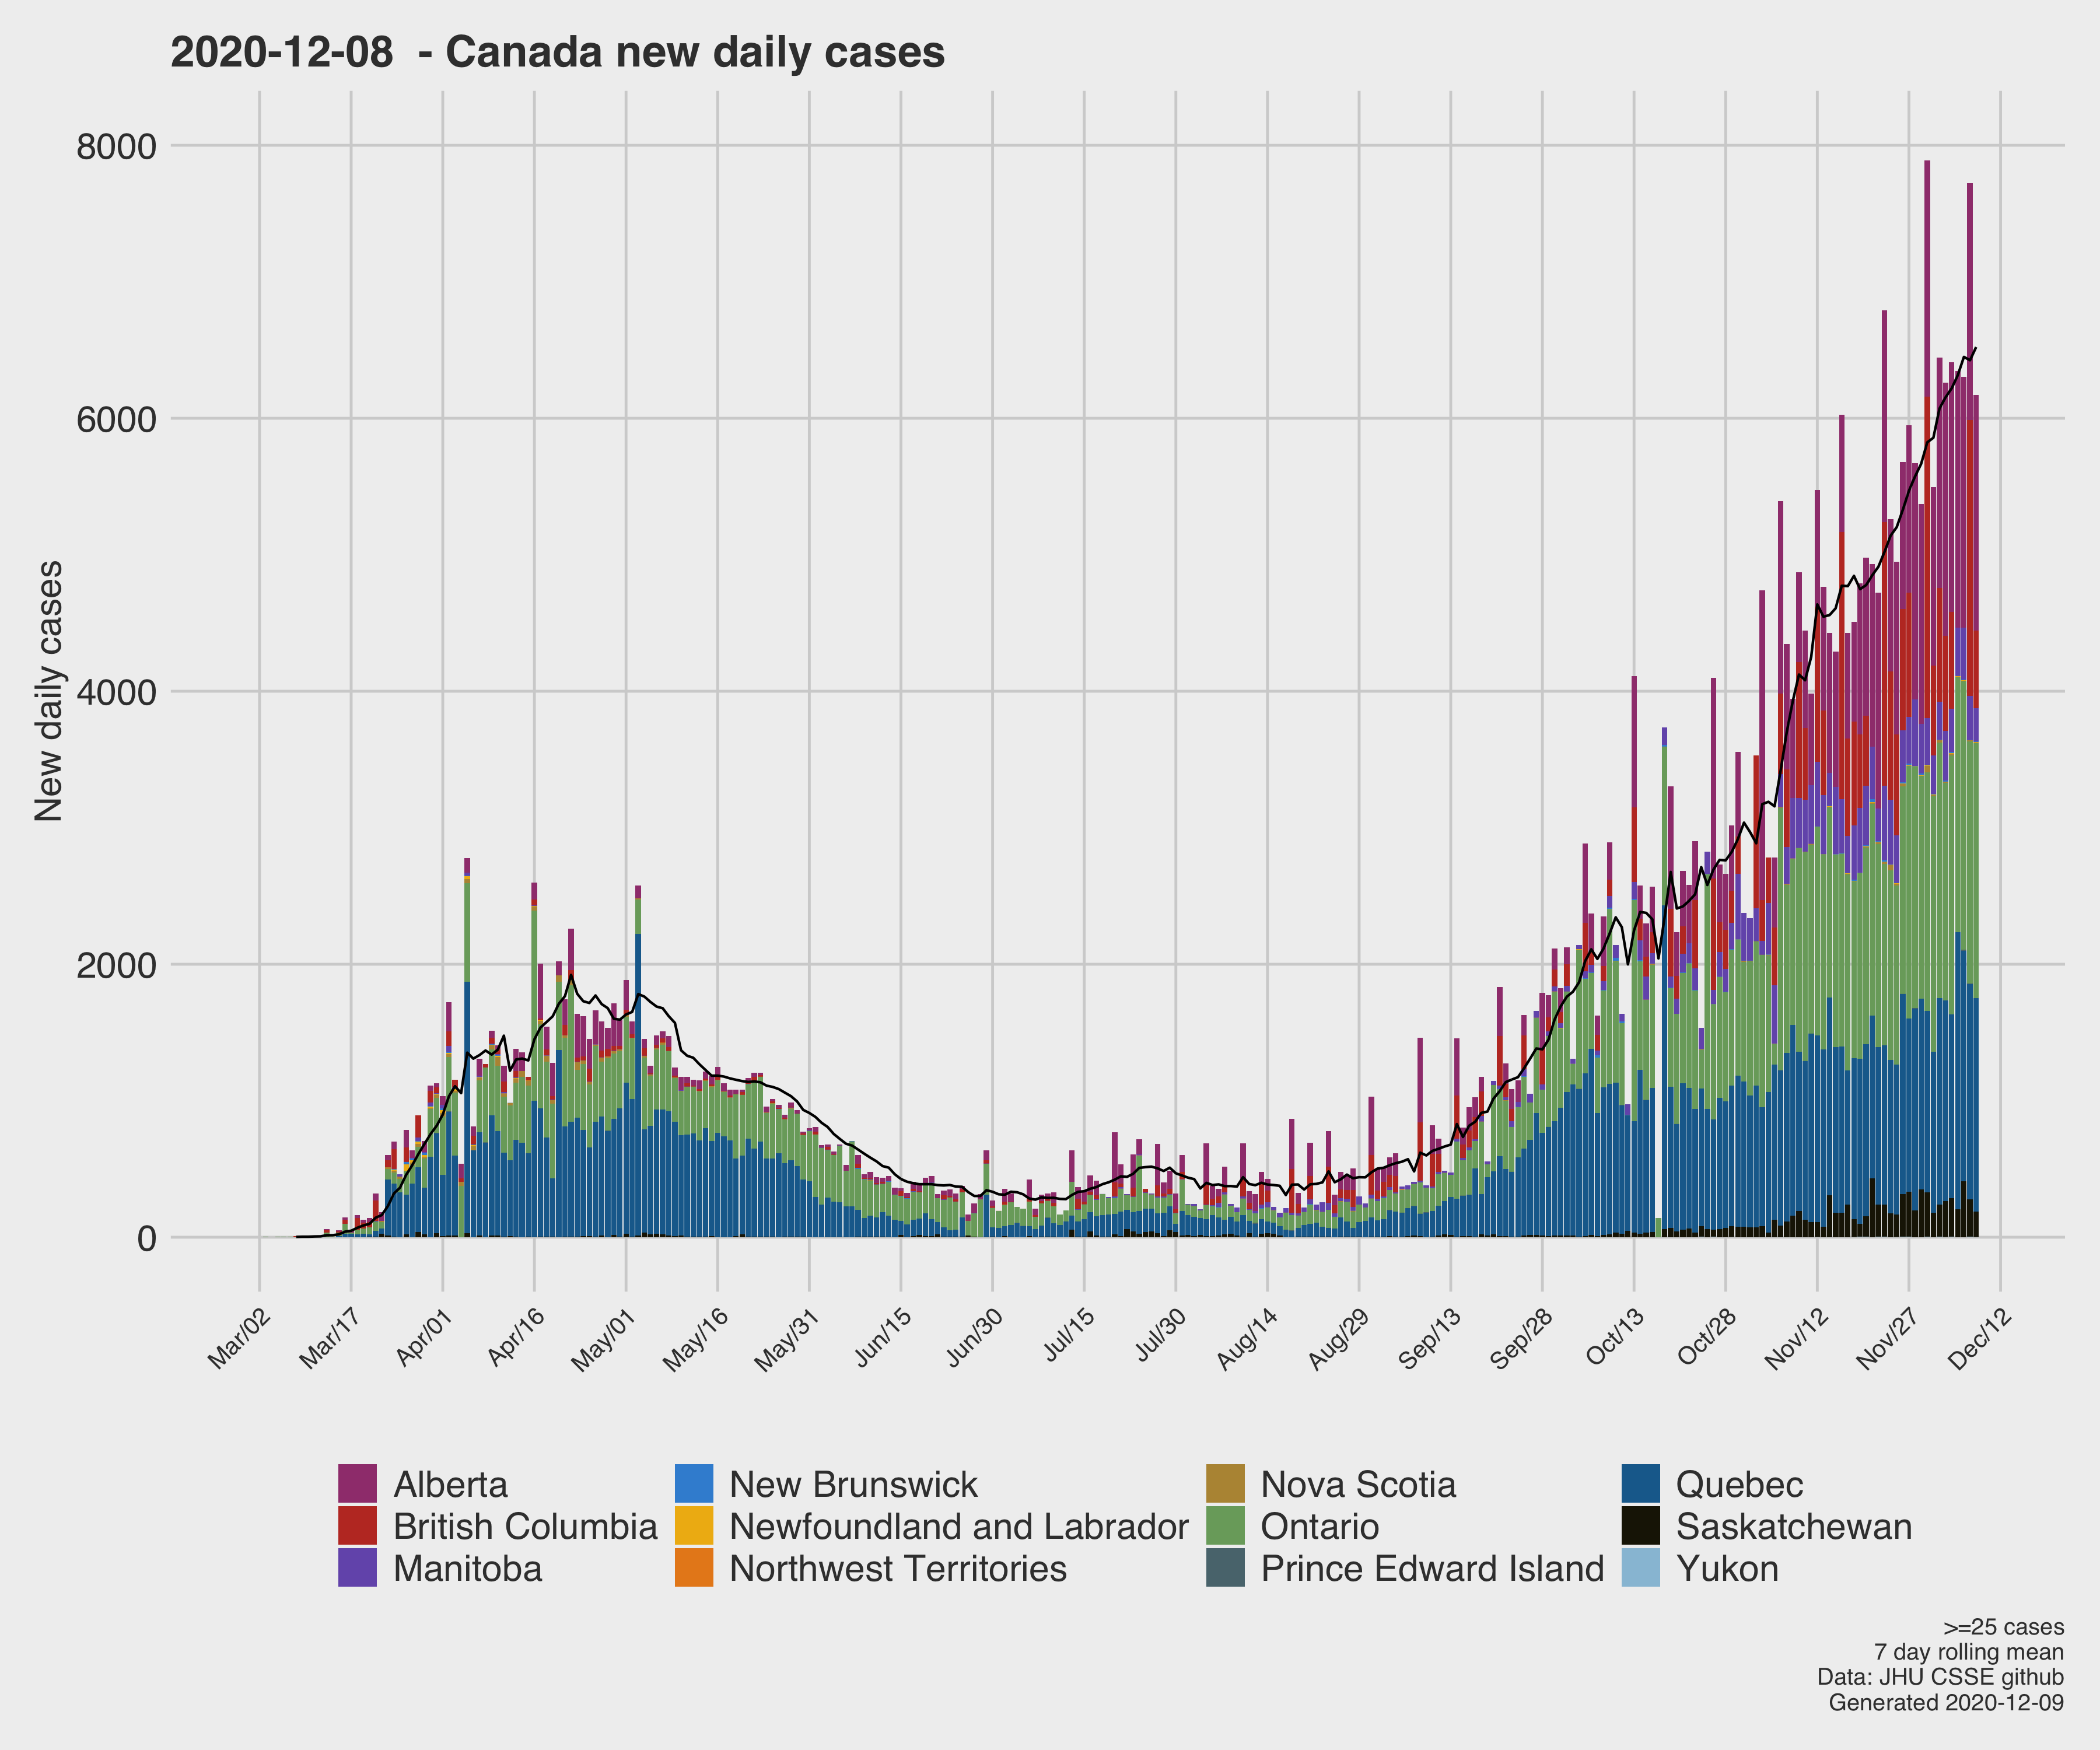 2020-12-08 - Canada new daily cases
New daily cases
8000
6000
4000
2000
0
Mar/02
Mar/17
Apr/01
Apr/16
May/01
May/16
May/31
Jun/15
Jun/30
Jul/15
Jul/30
Aug/14
Aug/29
Sep/13
Sep/28
Oct/13
Oct/28
Nov/12
Nov/27
Dec/12
Alberta
British Columbia
Manitoba
New Brunswick
Newfoundland and Labrador
Northwest Territories
Nova Scotia
Ontario
Prince Edward Island
Quebec
Saskatchewan
Yukon
>=25 cases
7 day rolling mean
Data: JHU CSSE github
Generated 2020-12-09